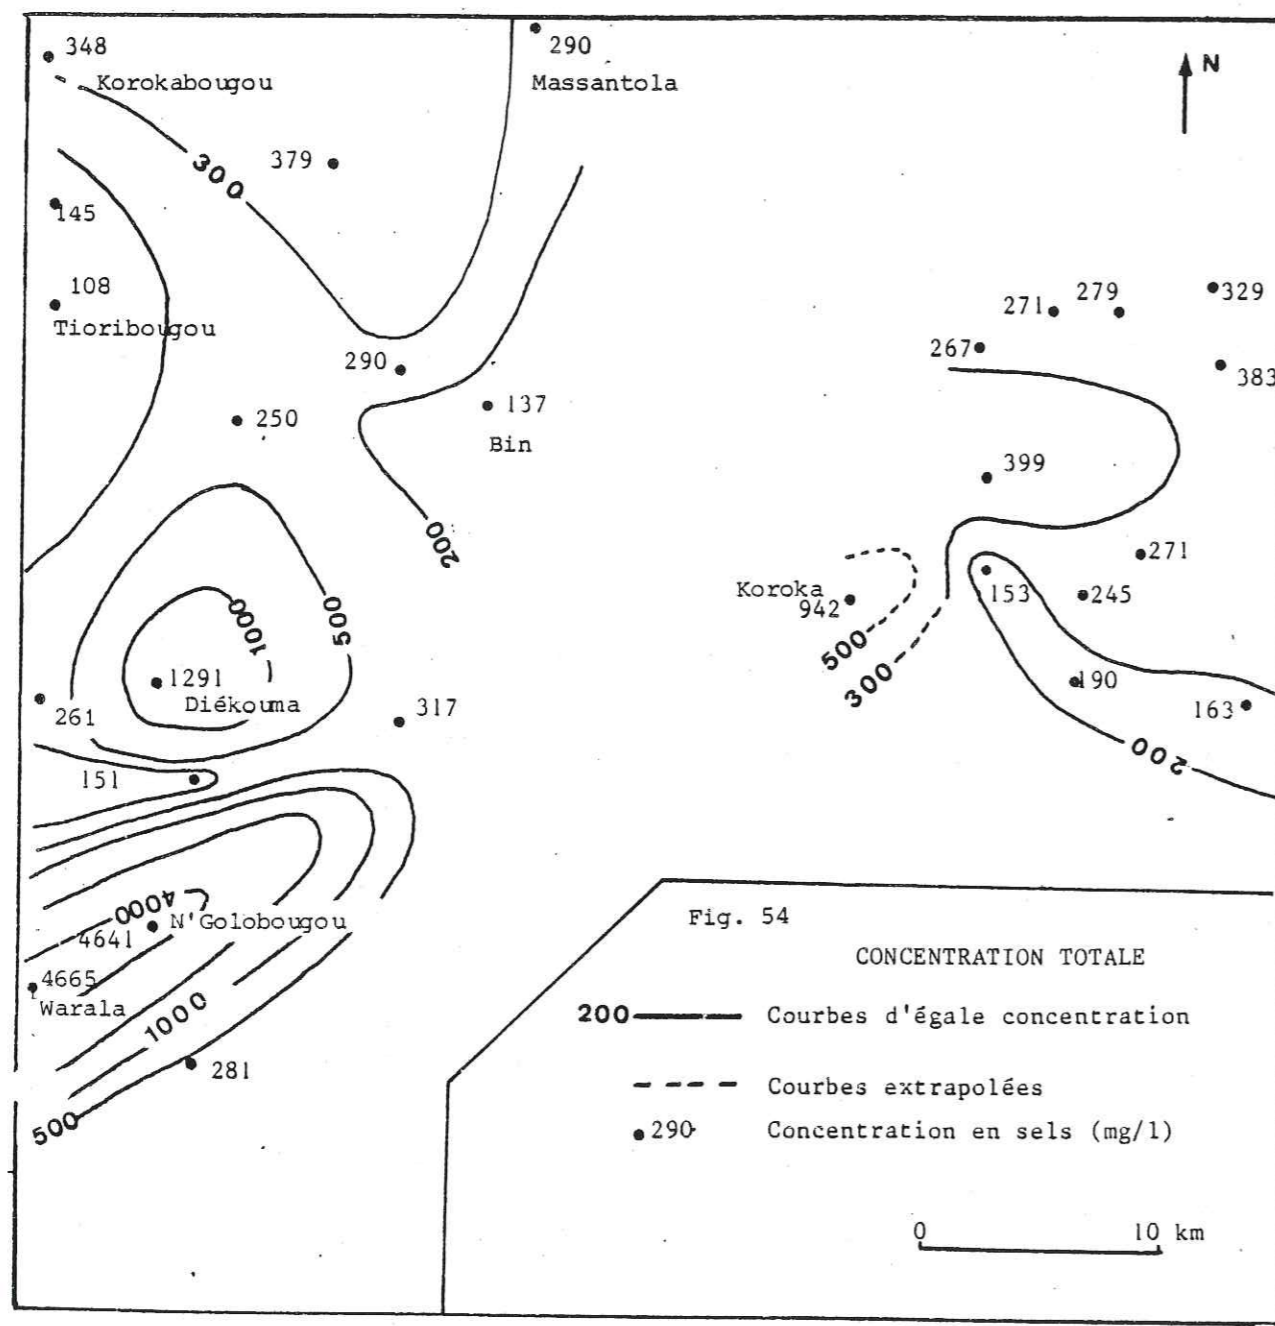 348
Korokabougou
290
Massantola
N
379
300
145
108
Tioribougou
271
279
329
267
383
290
250
137
Bin
399
200
271
Koroka
942
153
245
500
300
1000
500
1291
Diékouma
261
317
190
163
200
151
4000
N'Golobougou
4641
4665
Warala
1000
281
500
Fig. 54
CONCENTRATION TOTALE
200 Courbes d'égale concentration
Courbes extrapolées
290 Concentration en sels (mg/l)
0 10 km